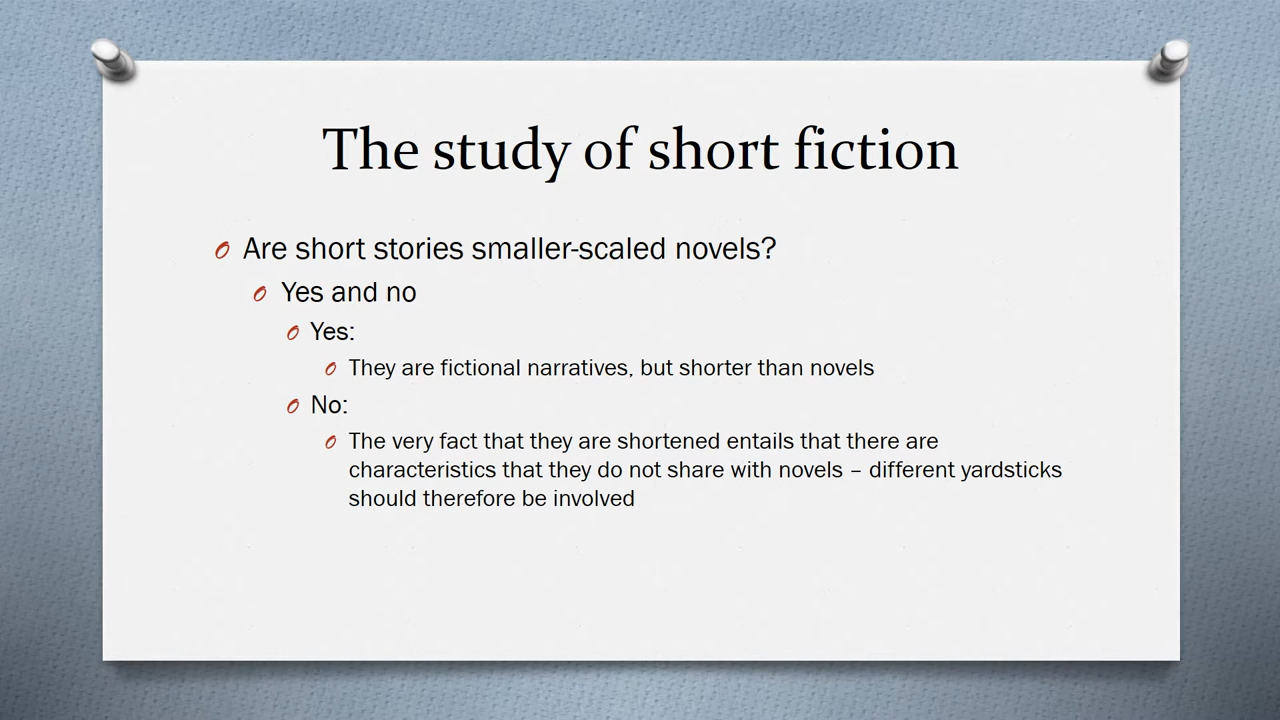 The study of short fiction
Are short stories smaller-scaled novels?
Yes and no
Yes:
They are fictional narratives, but shorter than novels
No:
The very fact that they are shortened entails that there are
characteristics that they do not share with novels – different yardsticks
should therefore be involved